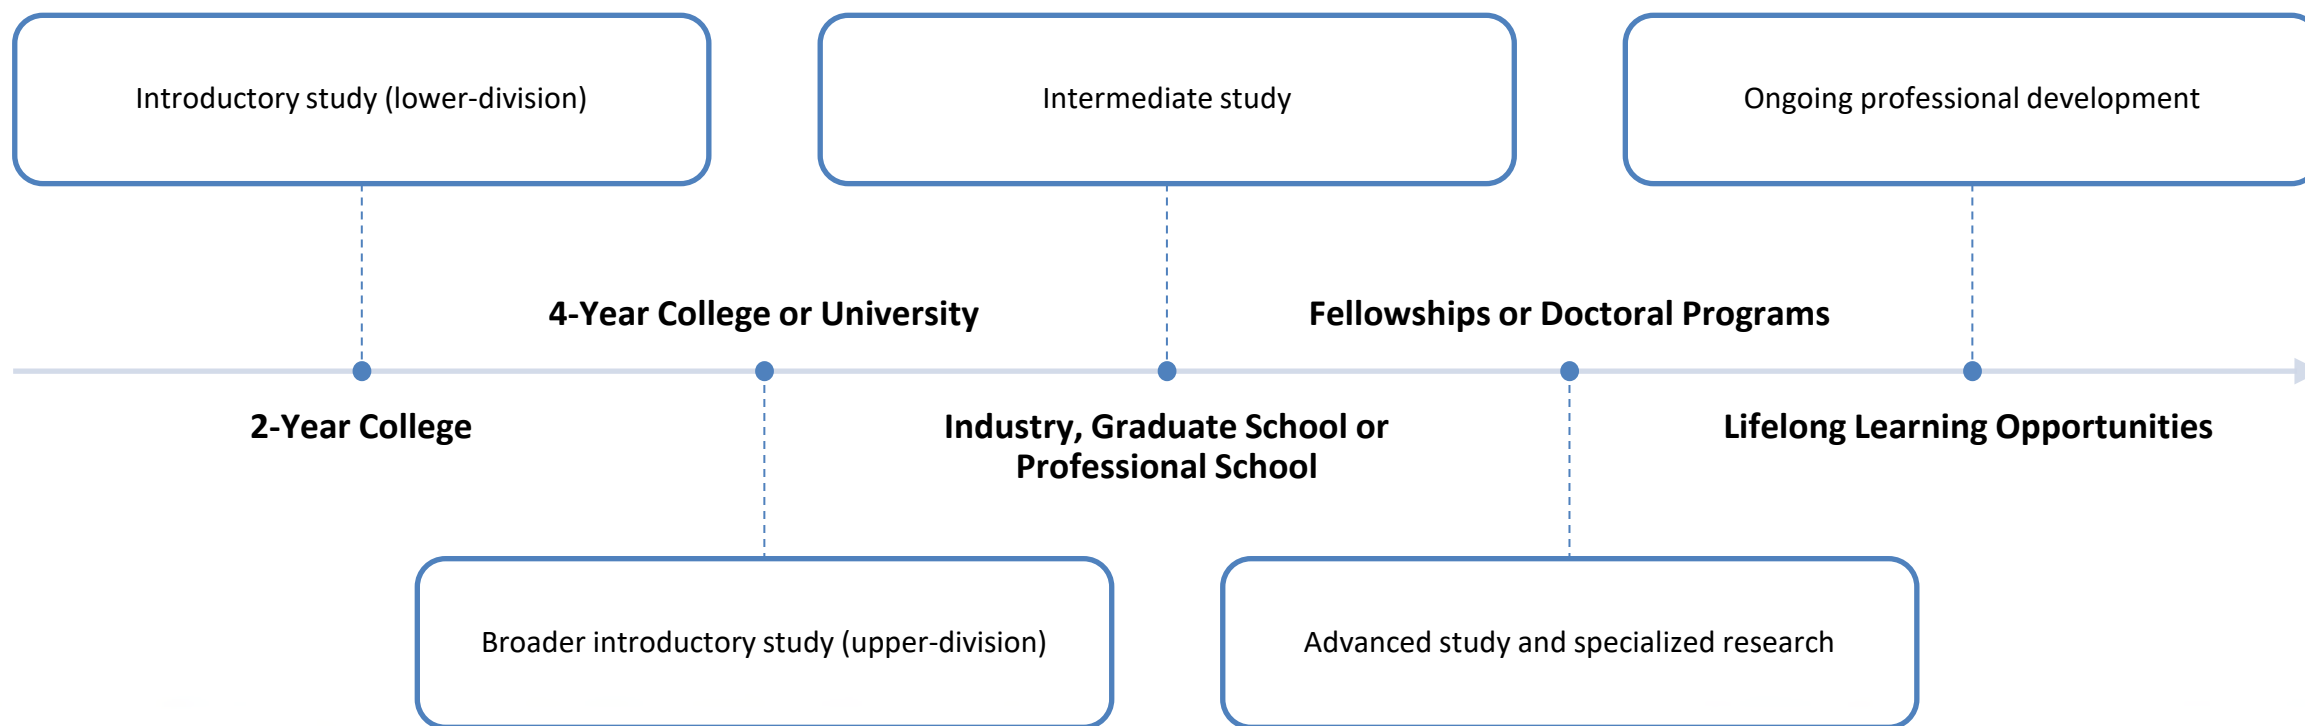 Introductory study (lower-division)
Intermediate study
Ongoing professional development
4-Year College or University
Fellowships or Doctoral Programs
2-Year College
Industry, Graduate School or
Professional School
Lifelong Learning Opportunities
Broader introductory study (upper-division)
Advanced study and specialized research